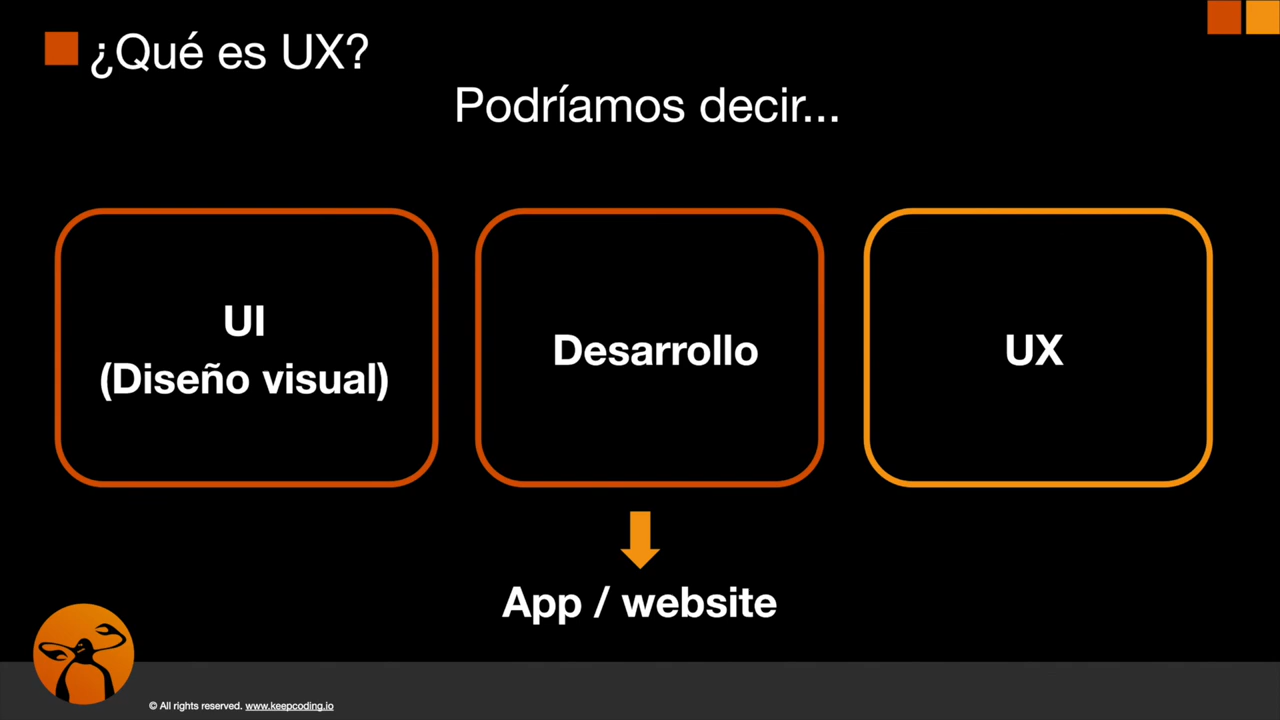 ¿Qué es UX?
Podríamos decir...
UI
(Diseño visual)
Desarrollo
UX
App / website
© All rights reserved. www.keepcoding.io